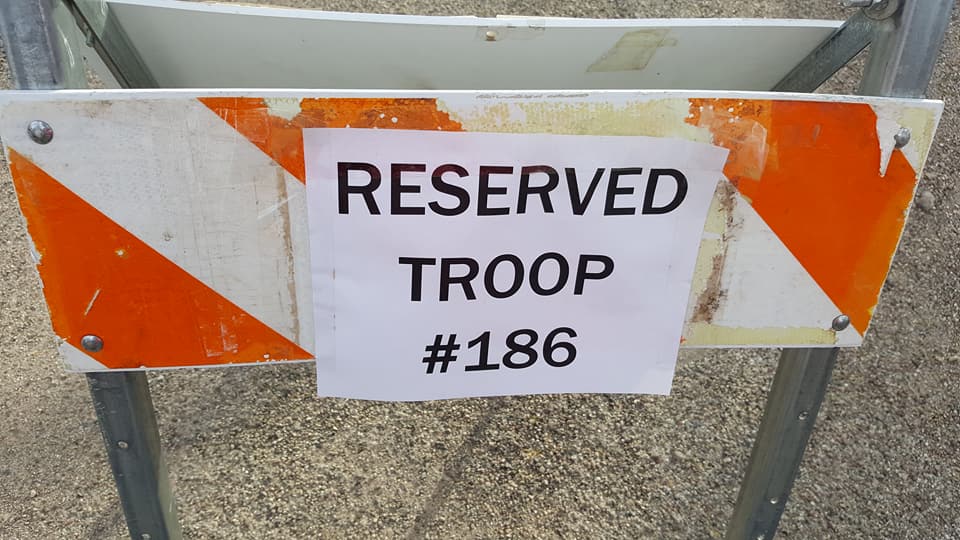 RESERVED
TROOP
#186